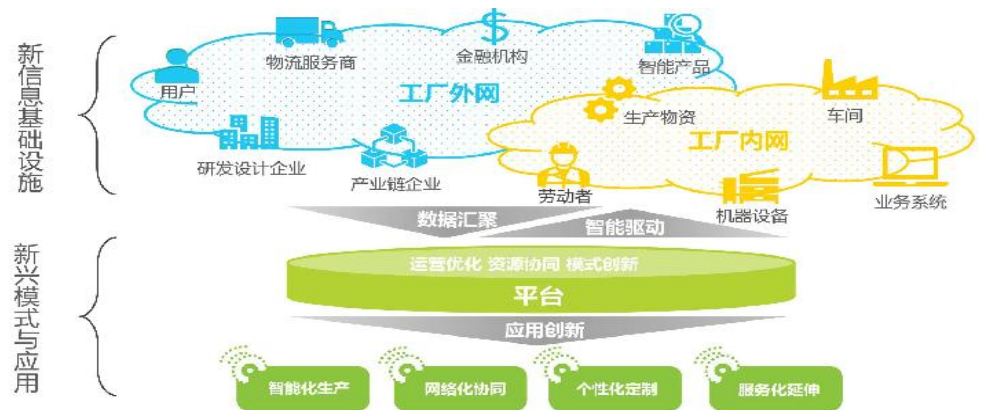 新信息基础设施
物流服务商
金融机构
智能产品
用户
工厂外网
生产物资
车间
工厂内网
研发设计企业
产业链企业
劳动者
机器设备
业务系统
数据汇聚
智能驱动
新兴模式与应用
运营优化 资源协同 模式创新
平台
应用创新
智能化生产
网络化协同
个性化定制
服务化延伸